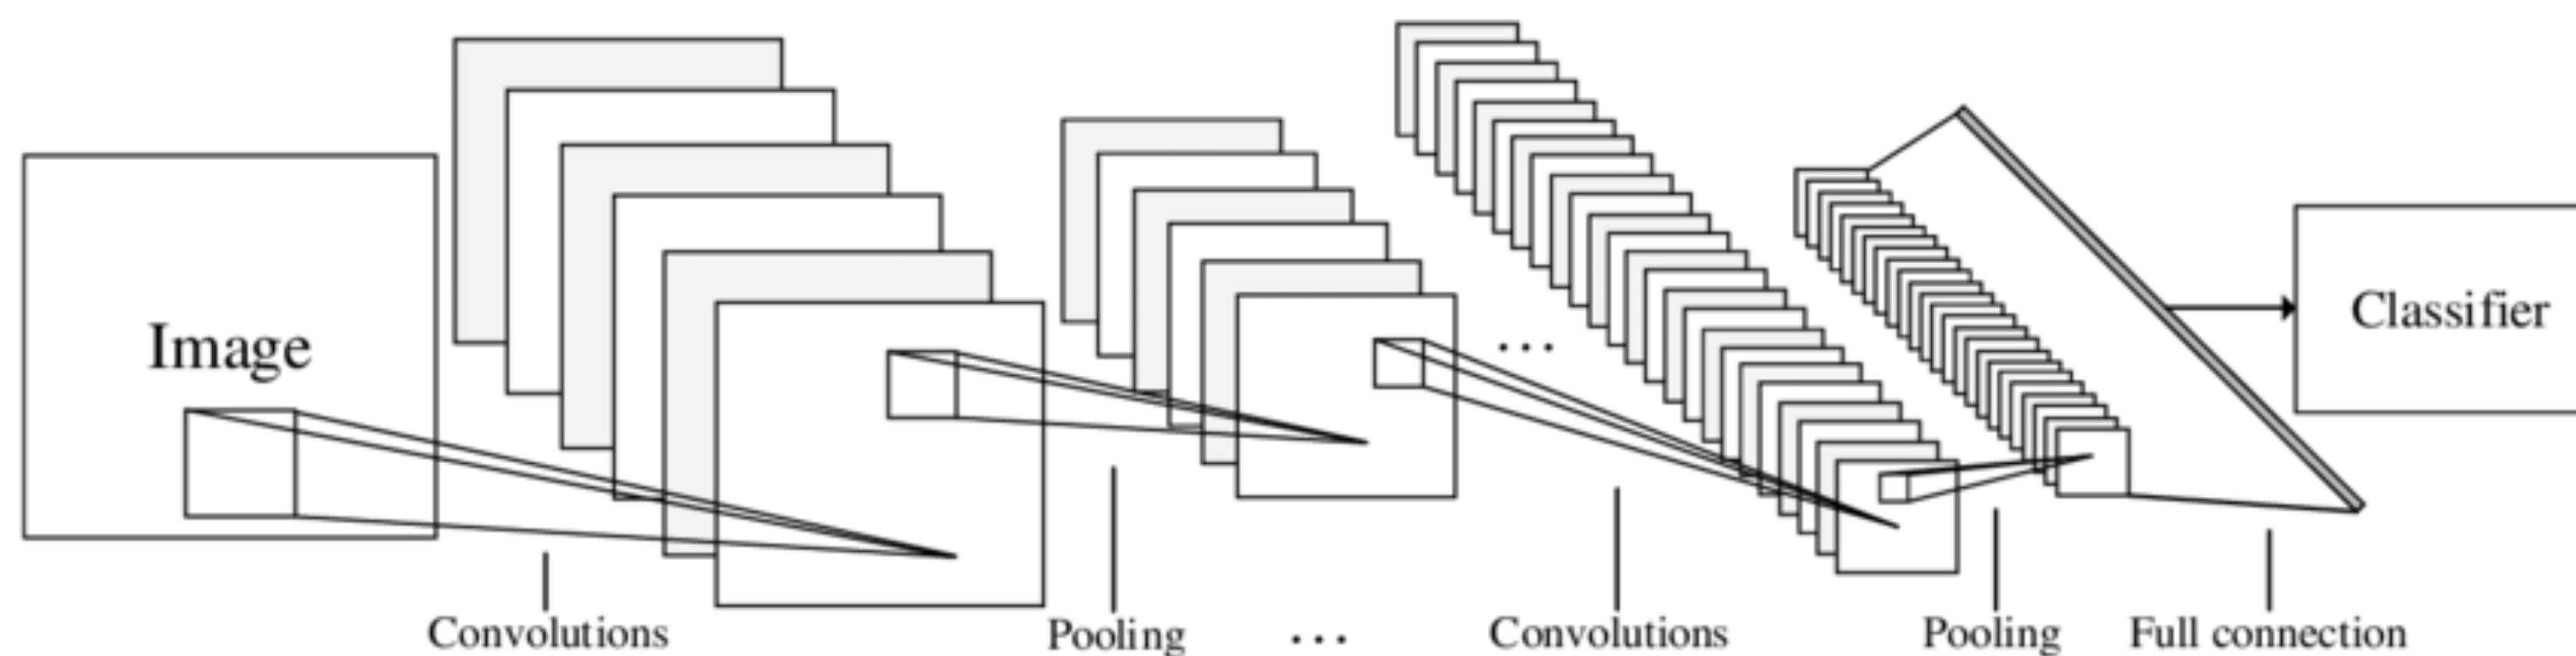 Image
Classifier
...
Convolutions
Pooling
...
Convolutions
Pooling
Full connection